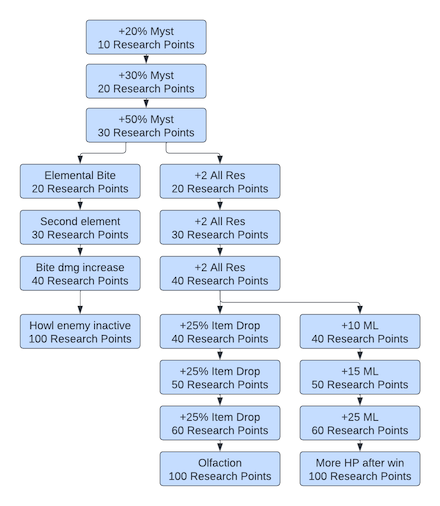 +20% Myst
10 Research Points
+30% Myst
20 Research Points
+50% Myst
30 Research Points
Elemental Bite
20 Research Points
+2 All Res
20 Research Points
Second element
30 Research Points
+2 All Res
30 Research Points
Bite dmg increase
40 Research Points
+2 All Res
40 Research Points
Howl enemy inactive
100 Research Points
+25% Item Drop
40 Research Points
+10 ML
40 Research Points
+25% Item Drop
50 Research Points
+15 ML
50 Research Points
+25% Item Drop
60 Research Points
+25 ML
60 Research Points
Olfaction
100 Research Points
More HP after win
100 Research Points